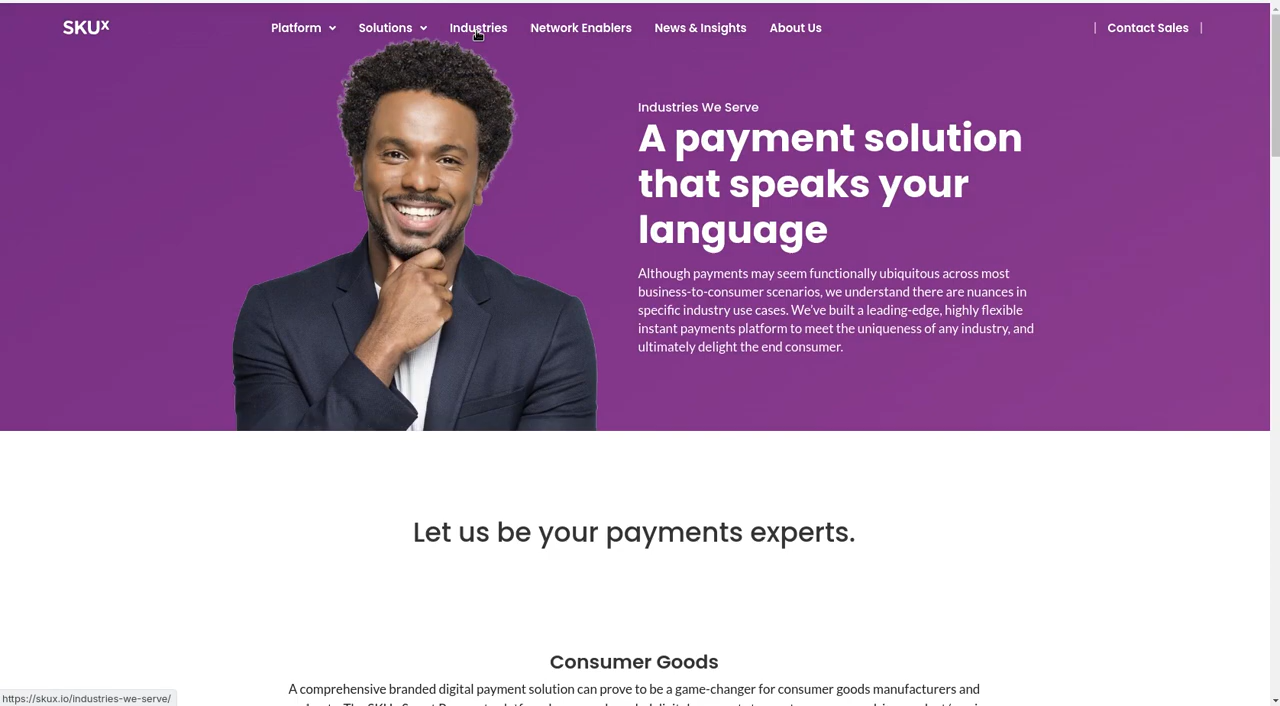 SKUx
Platform
Solutions
Industries
Network Enablers
News & Insights
About Us
| Contact Sales |
Industries We Serve
A payment solution
that speaks your
language
Although payments may seem functionally ubiquitous across most
business-to-consumer scenarios, we understand there are nuances in
specific industry use cases. We've built a leading-edge, highly flexible
instant payments platform to meet the uniqueness of any industry, and
ultimately delight the end consumer.
Let us be your payments experts.
Consumer Goods
A comprehensive branded digital payment solution can prove to be a game-changer for consumer goods manufacturers and
https://skux.io/industries-we-serve/